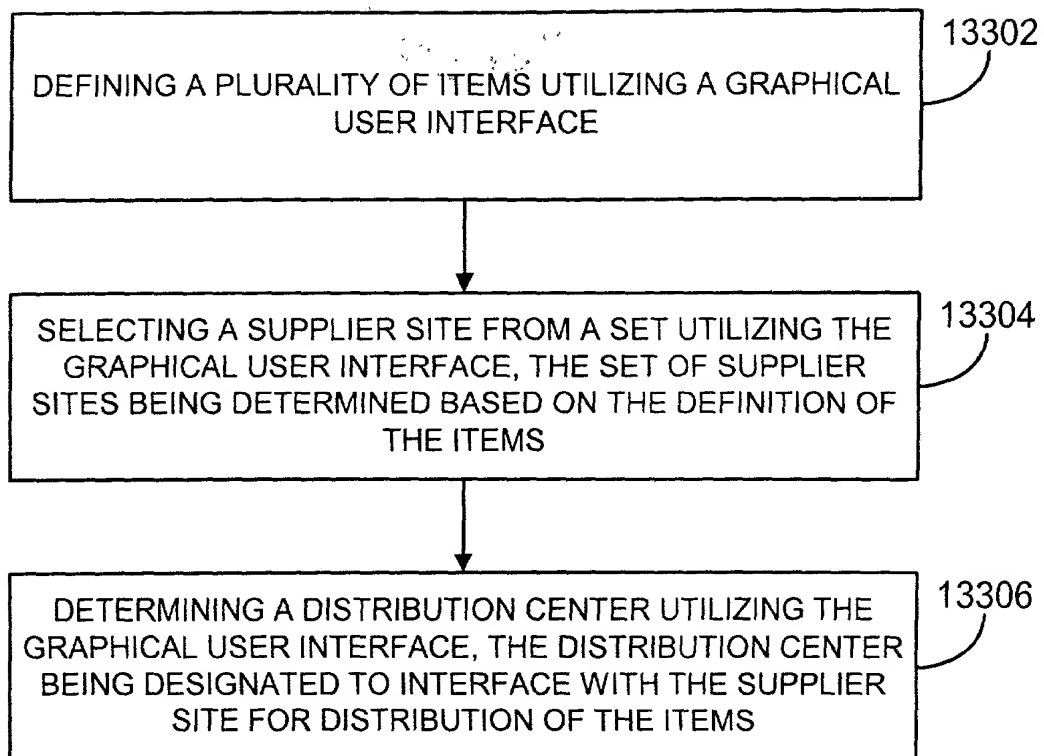 13302
DEFINING A PLURALITY OF ITEMS UTILIZING A GRAPHICAL
USER INTERFACE
13304
SELECTING A SUPPLIER SITE FROM A SET UTILIZING THE
GRAPHICAL USER INTERFACE, THE SET OF SUPPLIER
SITES BEING DETERMINED BASED ON THE DEFINITION OF
THE ITEMS
13306
DETERMINING A DISTRIBUTION CENTER UTILIZING THE
GRAPHICAL USER INTERFACE, THE DISTRIBUTION CENTER
BEING DESIGNATED TO INTERFACE WITH THE SUPPLIER
SITE FOR DISTRIBUTION OF THE ITEMS